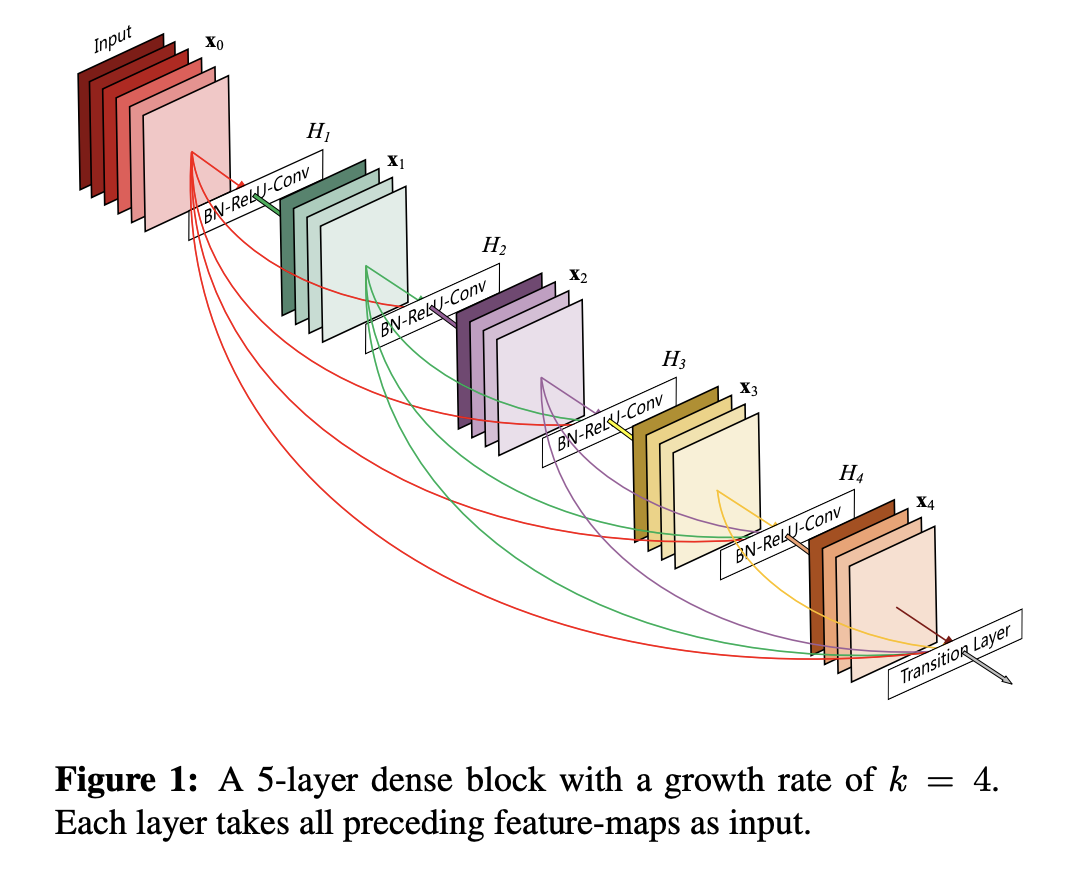 Input
x₀
H₁
BN-ReLU-Conv
x₁
H₂
BN-ReLU-Conv
x₂
H₃
BN-ReLU-Conv
x₃
H₄
BN-ReLU-Conv
x₄
Transition Layer
Figure 1: A 5-layer dense block with a growth rate of k = 4.
Each layer takes all preceding feature-maps as input.